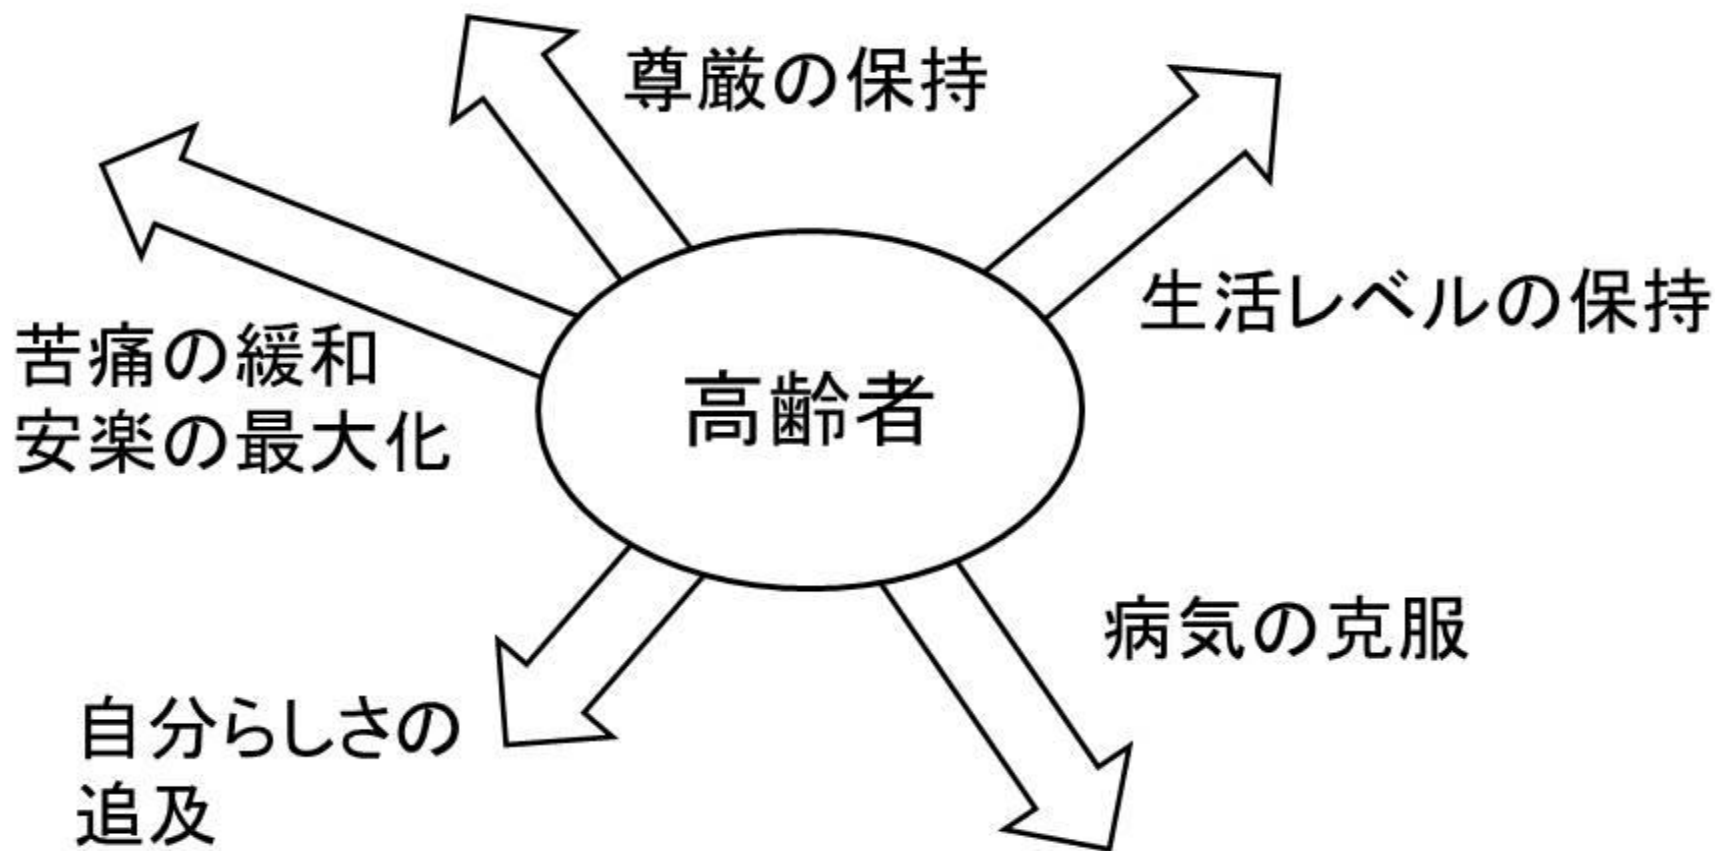 尊厳の保持
生活レベルの保持
苦痛の緩和
安楽の最大化
高齢者
病気の克服
自分らしさの
追及